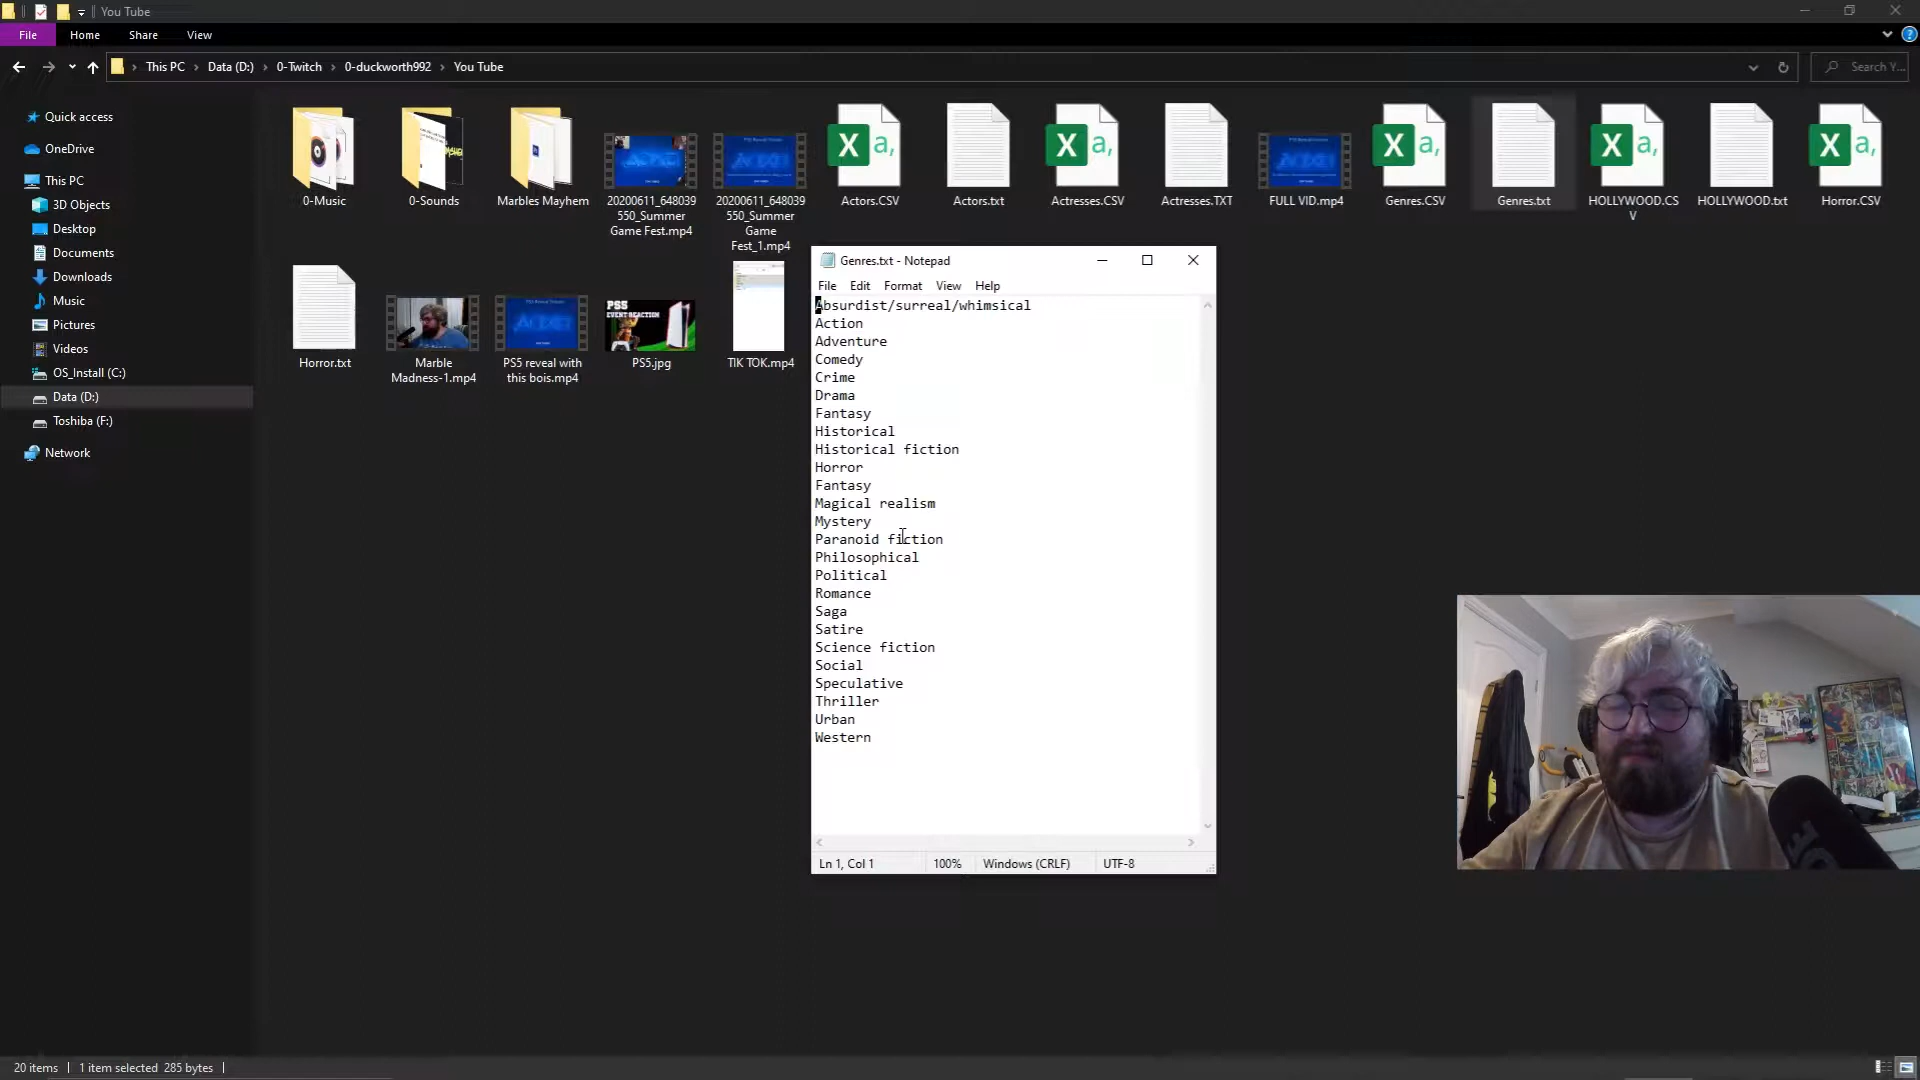 You Tube
File Home Share View
This PC Data (D:) 0-Twitch 0-duckworth992 You Tube
Search Y...
Quick access
OneDrive
This PC
3D Objects
Desktop
Documents
Downloads
Music
Pictures
Videos
OS_Install (C:)
Data (D:)
Toshiba (F:)
Network
0-Music
0-Sounds
Marbles Mayhem
20200611_648039
550_Summer
Game Fest.mp4
20200611_648039
550_Summer
Game
Fest_1.mp4
Actors.CSV
Actors.txt
Actresses.CSV
Actresses.TXT
FULL VID.mp4
Genres.CSV
Genres.txt
HOLLYWOOD.CS
V
HOLLYWOOD.txt
Horror.CSV
Horror.txt
Marble
Madness-1.mp4
PS5 reveal with
this bois.mp4
PS5
EVENT REACTION
PS5.jpg
TIK TOK.mp4
Genres.txt - Notepad
File Edit Format View Help
Absurdist/surreal/whimsical
Action
Adventure
Comedy
Crime
Drama
Fantasy
Historical
Historical fiction
Horror
Fantasy
Magical realism
Mystery
Paranoid fiction
Philosophical
Political
Romance
Saga
Satire
Science fiction
Social
Speculative
Thriller
Urban
Western
Ln 1, Col 1 100% Windows (CRLF) UTF-8
20 items 1 item selected 285 bytes